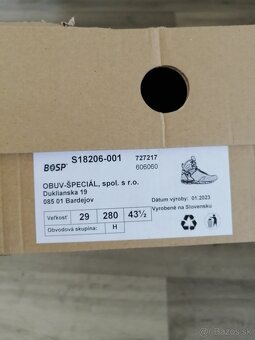 BOSP S18206-001 727217
606060
OBUV-ŠPECIÁL, spol. s r.o.
Duklianska 19
085 01 Bardejov
Dátum výroby: 01.2023
Vyrobené na Slovensku
Veľkosť 29 280 43½
Obvodová skupina: H
Bazos.sk